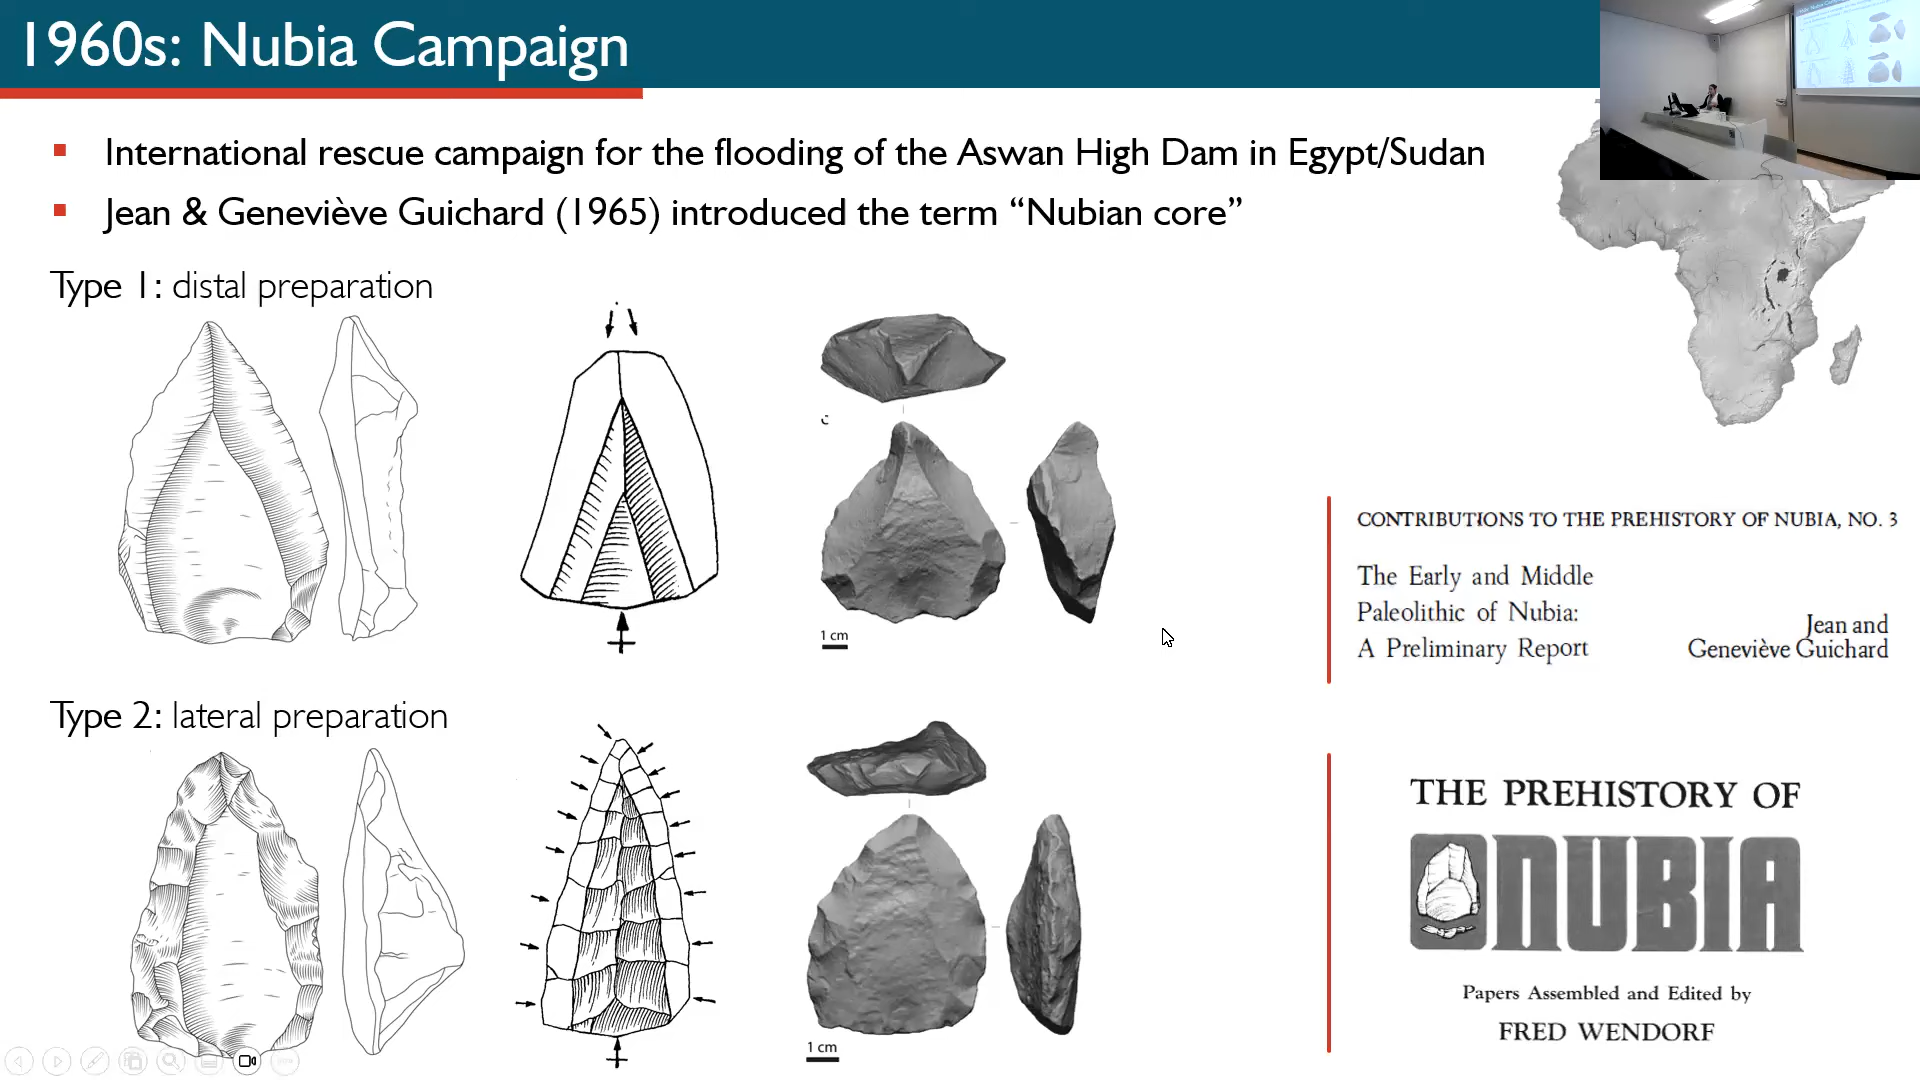 1960s: Nubia Campaign
▪ International rescue campaign for the flooding of the Aswan High Dam in Egypt/Sudan
▪ Jean & Geneviève Guichard (1965) introduced the term “Nubian core”
Type 1: distal preparation
c
1 cm
CONTRIBUTIONS TO THE PREHISTORY OF NUBIA, NO. 3
The Early and Middle
Paleolithic of Nubia:
A Preliminary Report
Jean and
Geneviève Guichard
Type 2: lateral preparation
1 cm
THE PREHISTORY OF
NUBIA
Papers Assembled and Edited by
FRED WENDORF